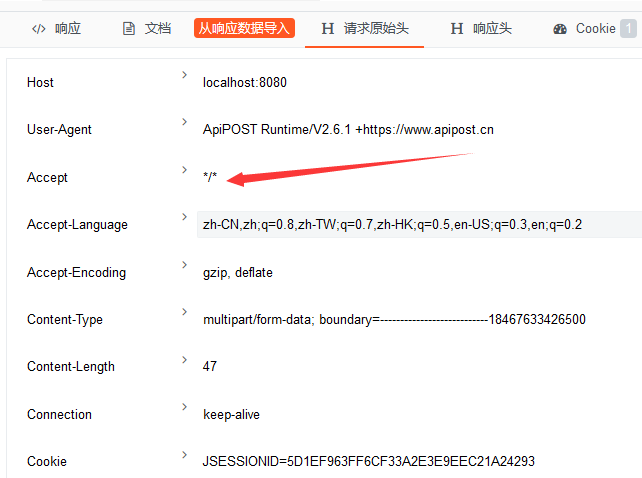 </> 响应 文档 从响应数据导入 H 请求原始头 H 响应头 Cookie 1
Host > localhost:8080
User-Agent > ApiPOST Runtime/V2.6.1 +https://www.apipost.cn
Accept > */*
Accept-Language > zh-CN,zh;q=0.8,zh-TW;q=0.7,zh-HK;q=0.5,en-US;q=0.3,en;q=0.2
Accept-Encoding > gzip, deflate
Content-Type > multipart/form-data; boundary=---------------------------18467633426500
Content-Length > 47
Connection > keep-alive
Cookie > JSESSIONID=5D1EF963FF6CF33A2E3E9EEC21A24293